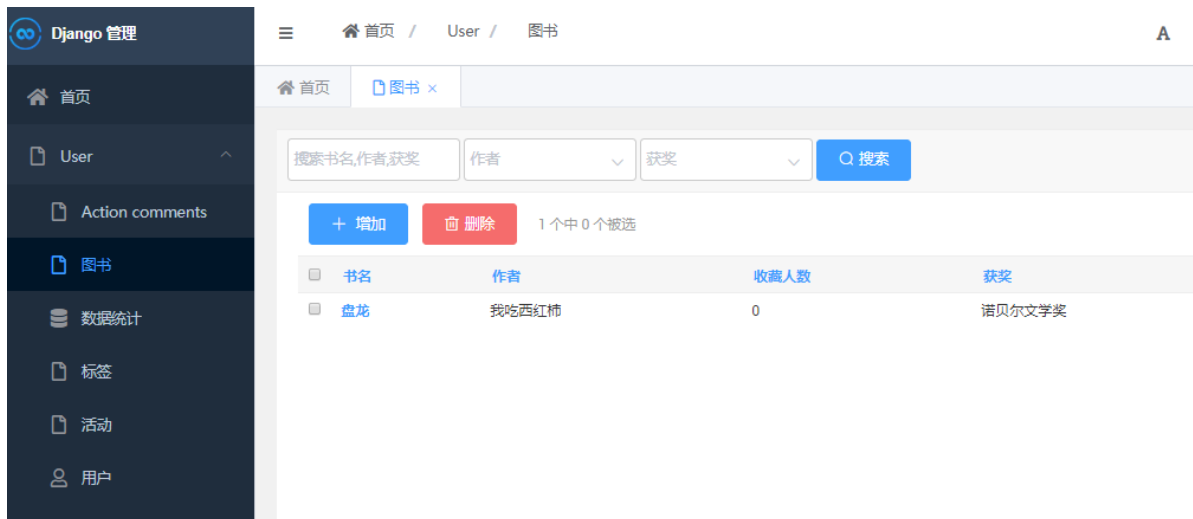 Django 管理
首页 / User / 图书
A
首页
图书 ×
首页
User
Action comments
图书
数据统计
标签
活动
用户
搜索书名,作者,获奖
作者
获奖
搜索
+ 增加
删除
1 个中 0 个被选
书名 作者 收藏人数 获奖
盘龙 我吃西红柿 0 诺贝尔文学奖